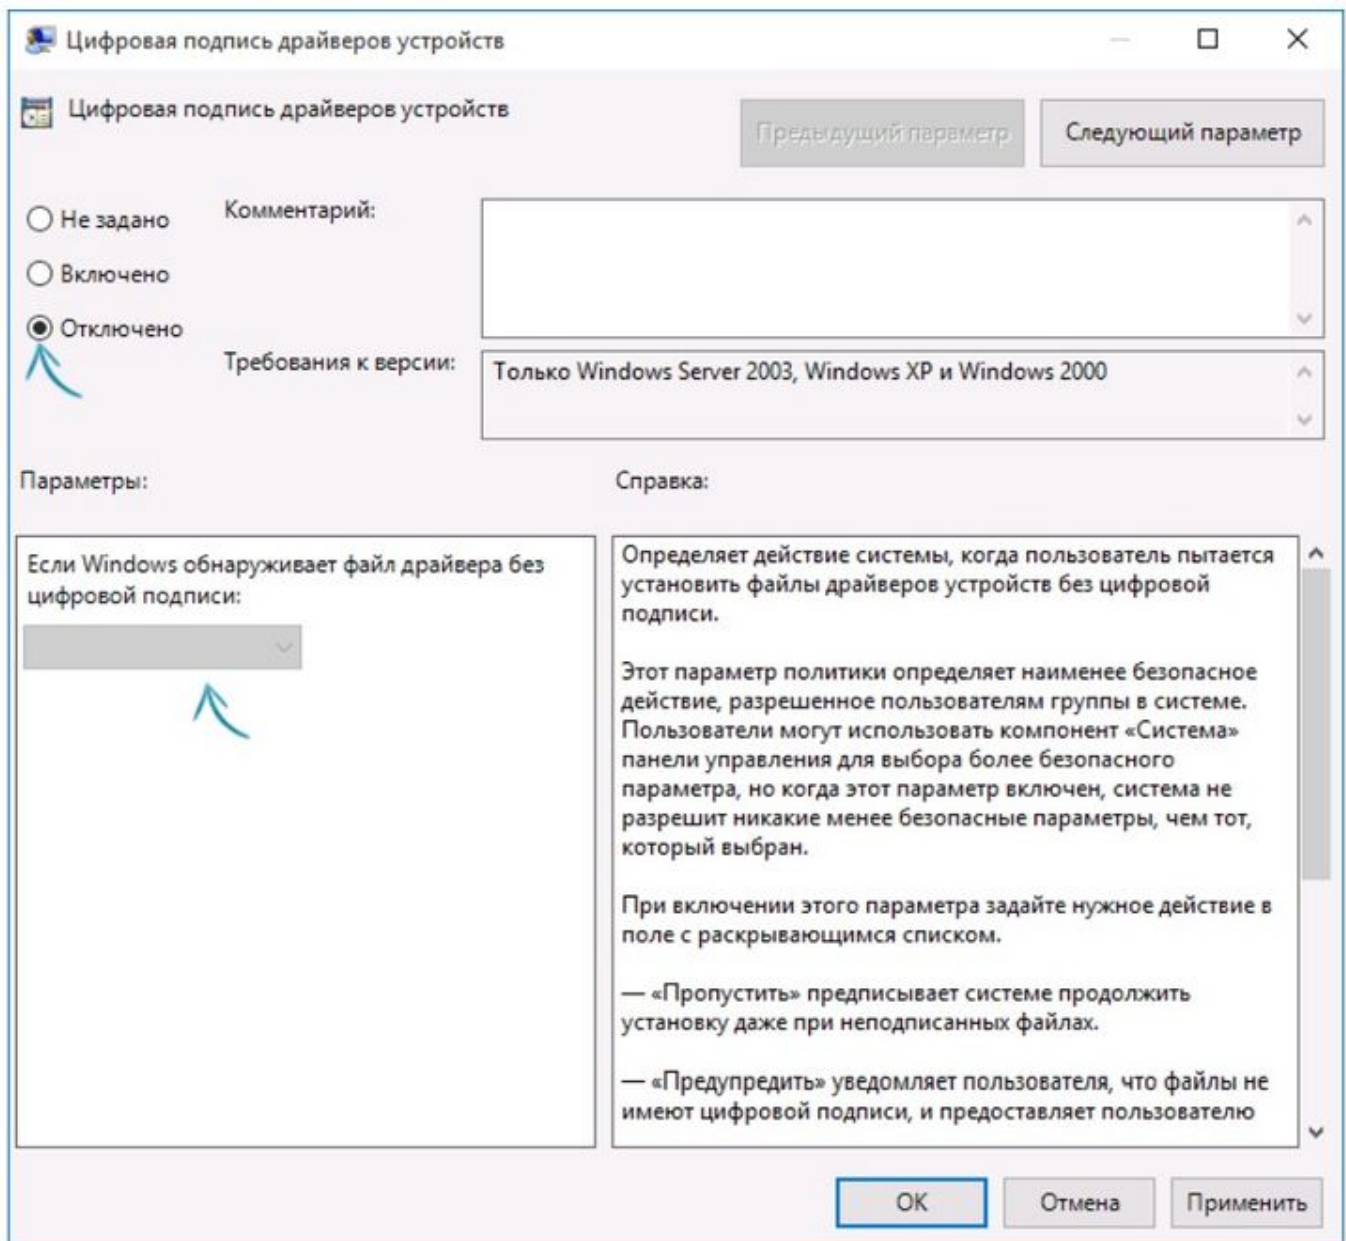 Цифровая подпись драйверов устройств
Цифровая подпись драйверов устройств
Предыдущий параметр
Следующий параметр
Не задано
Комментарий:
Включено
Отключено
Требования к версии:
Только Windows Server 2003, Windows XP и Windows 2000
Параметры:
Справка:
Если Windows обнаруживает файл драйвера без
цифровой подписи:
Определяет действие системы, когда пользователь пытается
установить файлы драйверов устройств без цифровой
подписи.
Этот параметр политики определяет наименее безопасное
действие, разрешенное пользователям группы в системе.
Пользователи могут использовать компонент «Система»
панели управления для выбора более безопасного
параметра, но когда этот параметр включен, система не
разрешит никакие менее безопасные параметры, чем тот,
который выбран.
При включении этого параметра задайте нужное действие в
поле с раскрывающимся списком.
— «Пропустить» предписывает системе продолжить
установку даже при неподписанных файлах.
— «Предупредить» уведомляет пользователя, что файлы не
имеют цифровой подписи, и предоставляет пользователю
ОК
Отмена
Применить